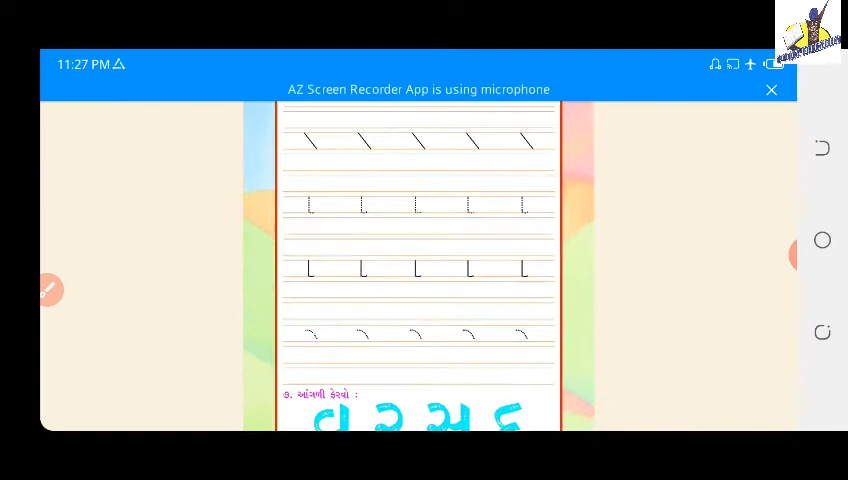 11:27 PM
AZ Screen Recorder App is using microphone
૭. આંગળી ફેરવો :
વ ર સ ક